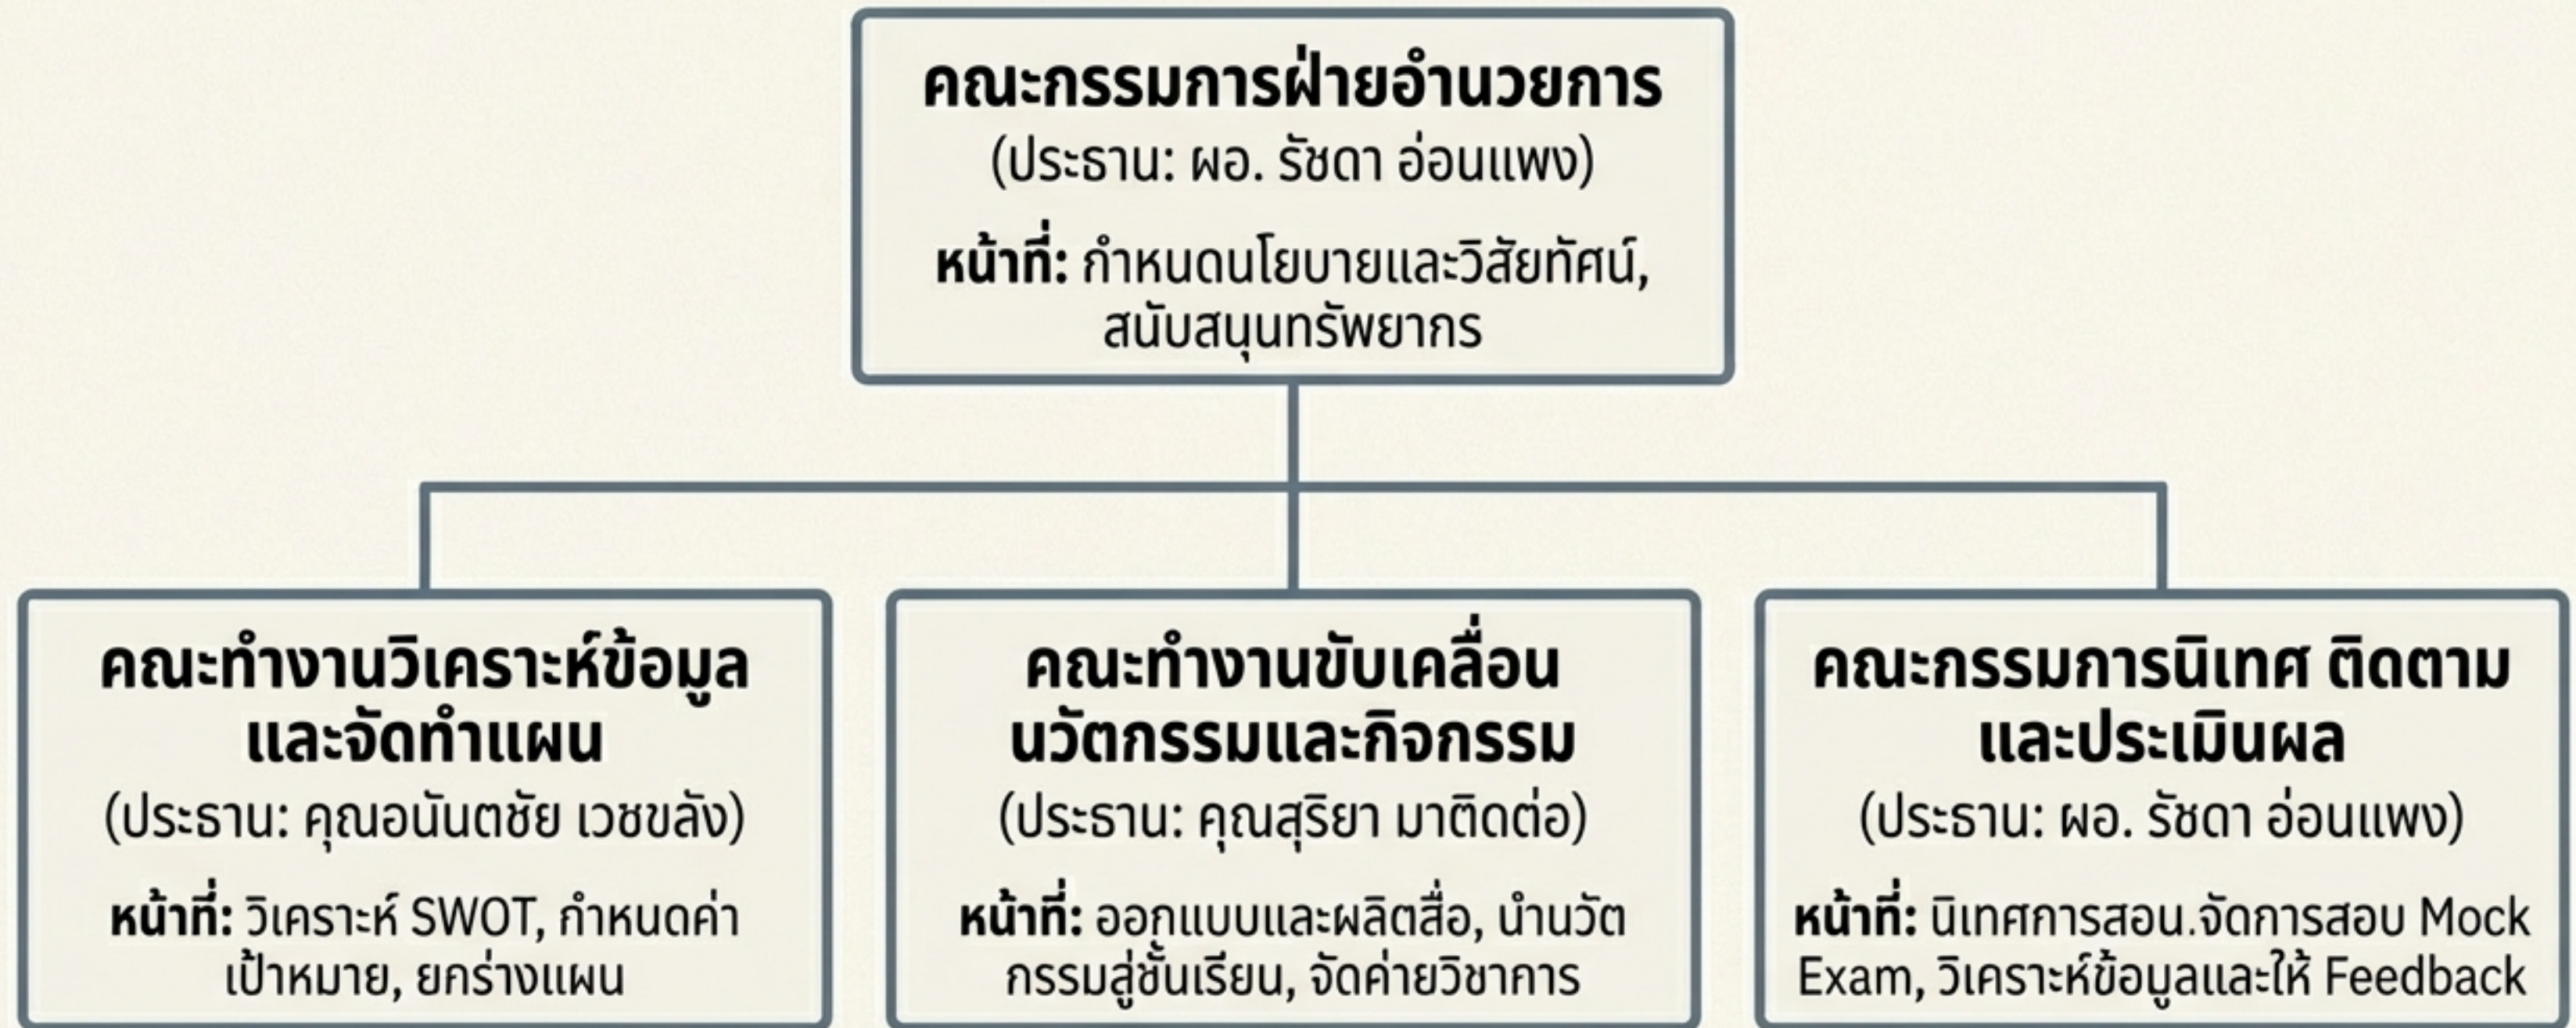 คณะกรรมการฝ่ายอำนวยการ
(ประธาน: ผอ. รัชดา อ่อนแพง)
หน้าที่: กำหนดนโยบายและวิสัยทัศน์,
สนับสนุนทรัพยากร
คณะทำงานวิเคราะห์ข้อมูล
และจัดทำแผน
(ประธาน: คุณอนันตชัย เวชขลัง)
หน้าที่: วิเคราะห์ SWOT, กำหนดค่า
เป้าหมาย, ยกร่างแผน
คณะทำงานขับเคลื่อน
นวัตกรรมและกิจกรรม
(ประธาน: คุณสุริยา มาติดต่อ)
หน้าที่: ออกแบบและผลิตสื่อ, นำนวัต
กรรมสู่ชั้นเรียน, จัดค่ายวิชาการ
คณะกรรมการนิเทศ ติดตาม
และประเมินผล
(ประธาน: ผอ. รัชดา อ่อนแพง)
หน้าที่: นิเทศการสอน.จัดการสอบ Mock
Exam, วิเคราะห์ข้อมูลและให้ Feedback